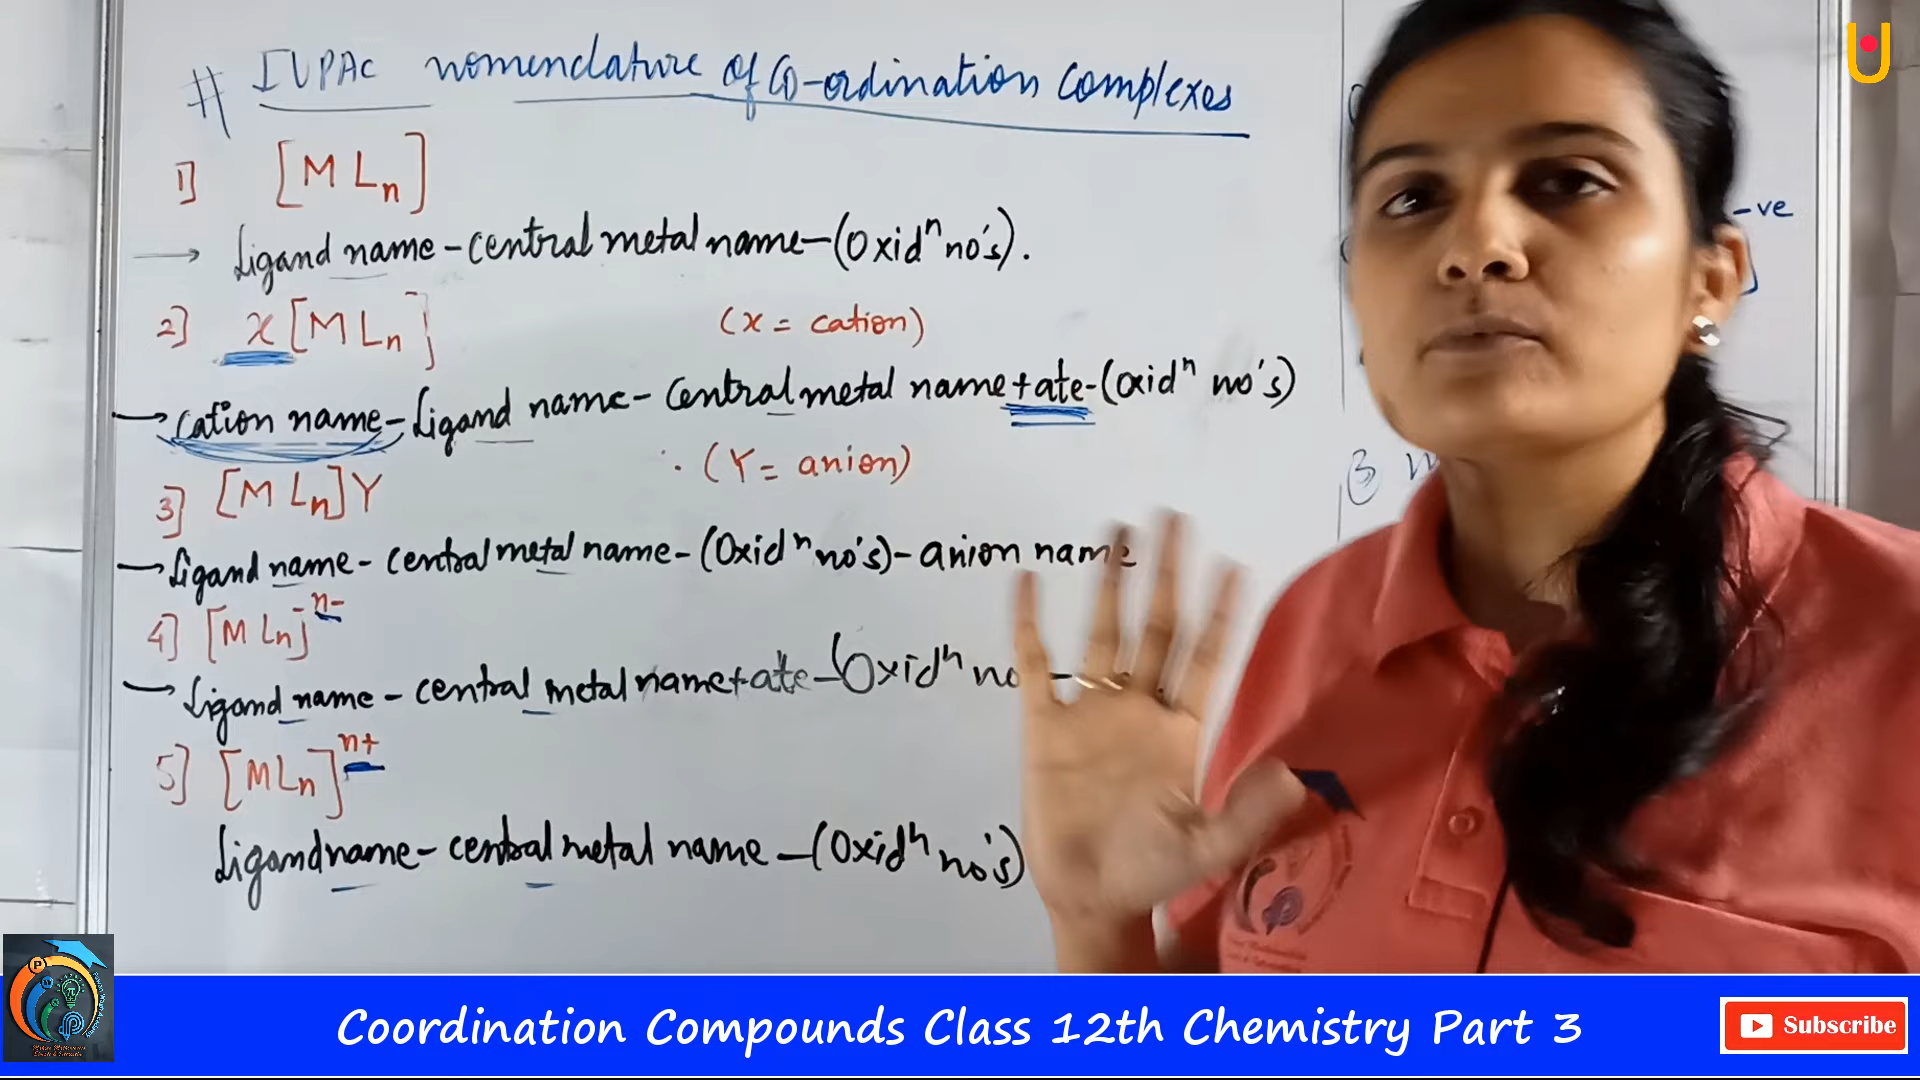 # IUPAC nomenclature of Co-ordination Complexes
1] [M Ln]
→ Ligand name - central metal name - (Oxidⁿ no's).
2] x [M Ln] (x = cation)
→ cation name - Ligand name - Central metal name + ate - (Oxidⁿ no's)
3] [M Ln] Y (Y = anion)
→ Ligand name - central metal name - (Oxidⁿ no's) - anion name
4] [M Ln]ⁿ⁻
→ Ligand name - central metal name + ate - (Oxidⁿ no
5] [M Ln]ⁿ⁺
Ligand name - central metal name - (Oxidⁿ no's)
-ve
3
Coordination Compounds Class 12th Chemistry Part 3
Subscribe